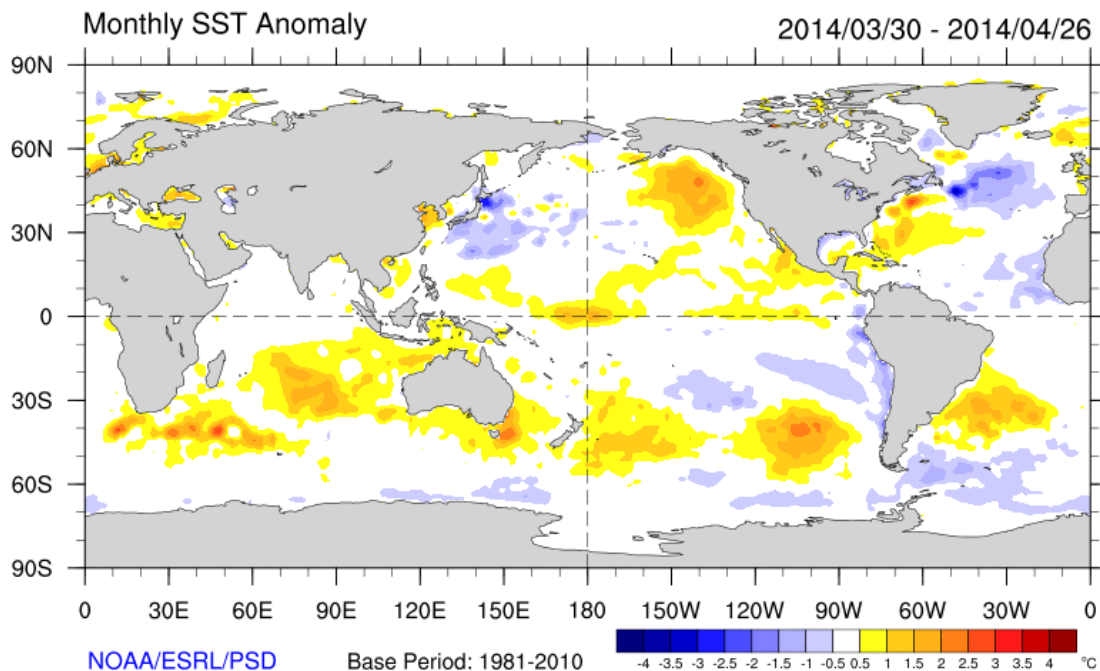 Monthly SST Anomaly 2014/03/30 - 2014/04/26
90N
60N
30N
0
30S
60S
90S
0 30E 60E 90E 120E 150E 180 150W 120W 90W 60W 30W 0
-4 -3.5 -3 -2.5 -2 -1.5 -1 -0.5 0.5 1 1.5 2 2.5 3 3.5 °C
NOAA/ESRL/PSD Base Period: 1981-2010